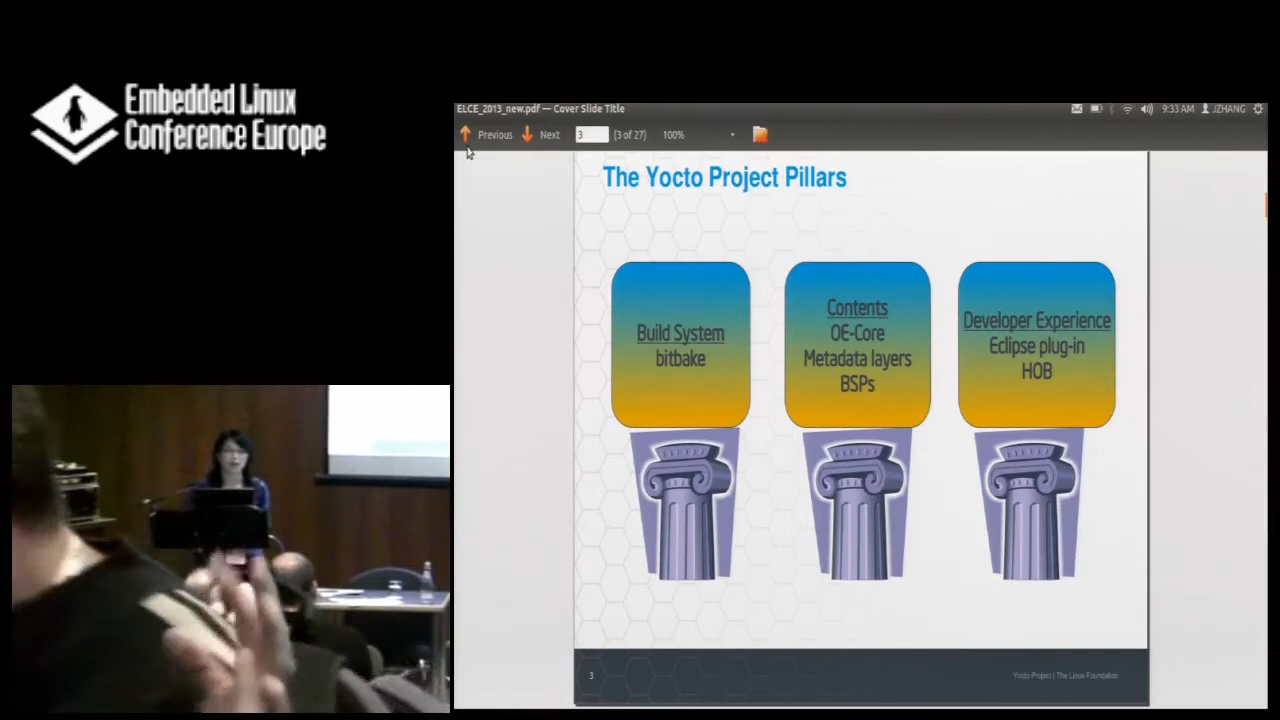 Embedded Linux
Conference Europe
ELCE_2013_new.pdf — Cover Slide Title
9:33 AM
JZHANG
Previous
Next
3
(3 of 27)
100%
The Yocto Project Pillars
Build System
bitbake
Contents
OE-Core
Metadata layers
BSPs
Developer Experience
Eclipse plug-in
HOB
3
Yocto Project | The Linux Foundation